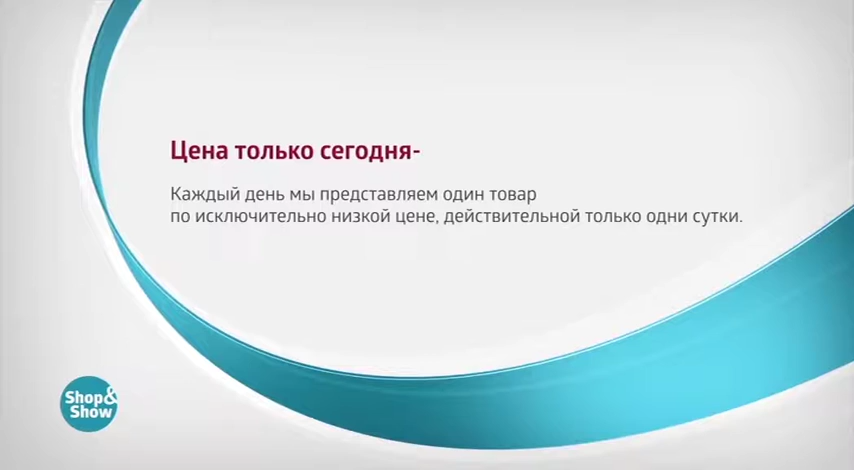 Цена только сегодня-
Каждый день мы представляем один товар
по исключительно низкой цене, действительной только одни сутки.
Shop&
Show